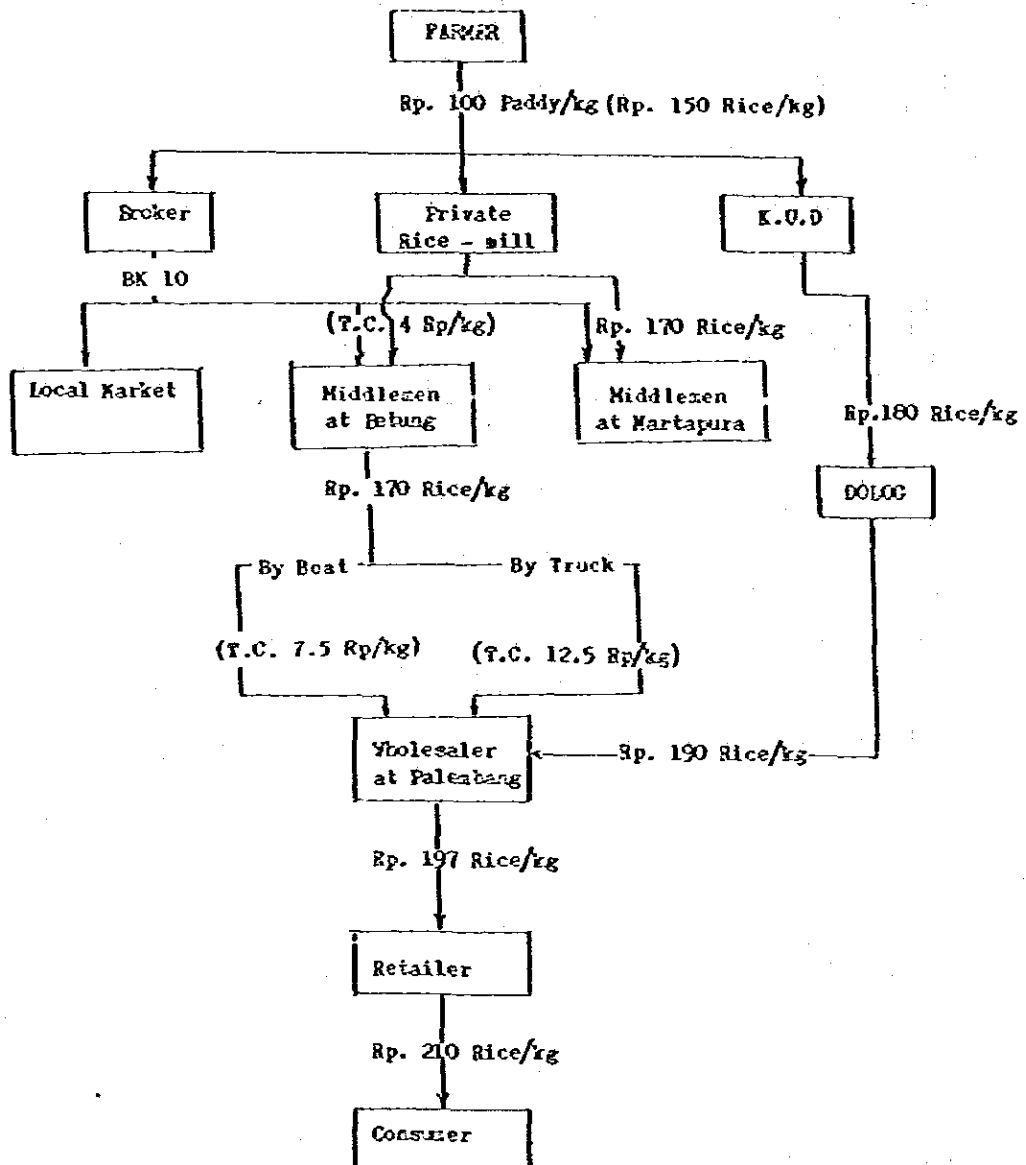 FARMER
Rp. 100 Paddy/kg (Rp. 150 Rice/kg)
Broker
Private
Rice - mill
K.U.D
BK 10
(T.C. 4 Rp/kg)
Rp. 170 Rice/kg
Local Market
Middlemen
at Betung
Middlemen
at Martapura
Rp.180 Rice/kg
Rp. 170 Rice/kg
DOLOG
By Boat
By Truck
(T.C. 7.5 Rp/kg)
(T.C. 12.5 Rp/kg)
Wholesaler
at Palembang
Rp. 190 Rice/kg
Rp. 197 Rice/kg
Retailer
Rp. 210 Rice/kg
Consumer